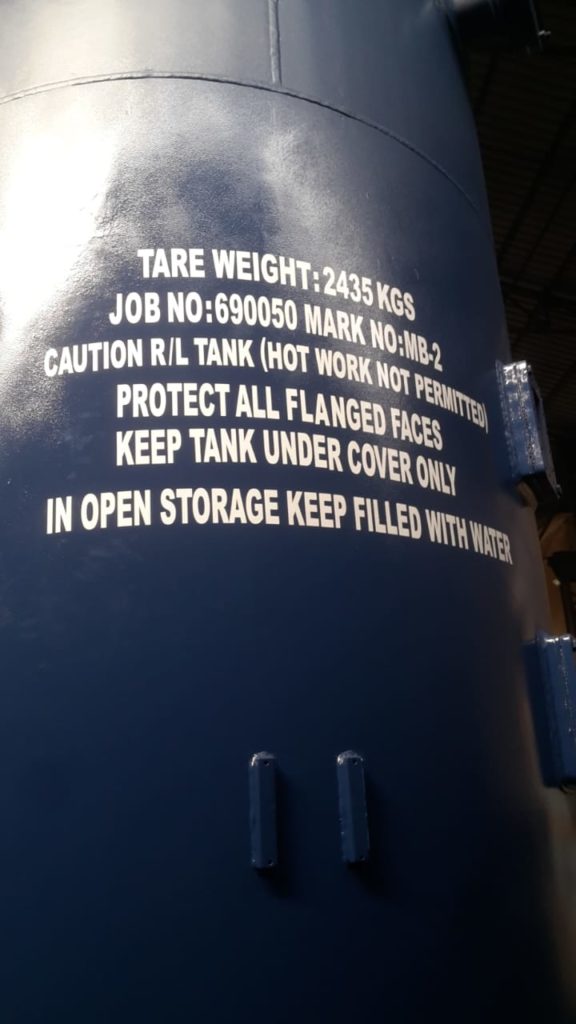 TARE WEIGHT: 2435 KGS
JOB NO: 690050 MARK NO: MB-2
CAUTION R/L TANK (HOT WORK NOT PERMITTED)
PROTECT ALL FLANGED FACES
KEEP TANK UNDER COVER ONLY
IN OPEN STORAGE KEEP FILLED WITH WATER